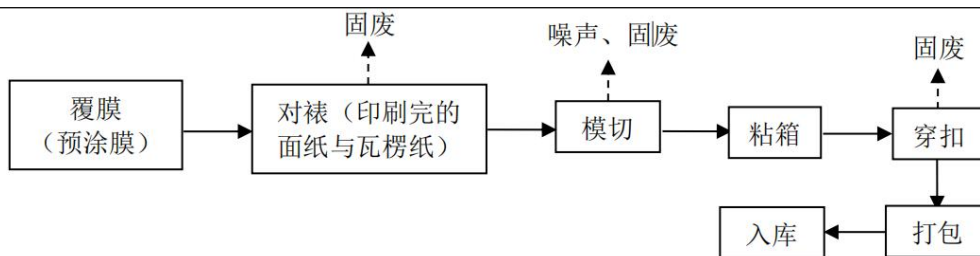 固废
噪声、固废
固废
覆膜
（预涂膜）
对裱（印刷完的
面纸与瓦楞纸）
模切
粘箱
穿扣
入库
打包